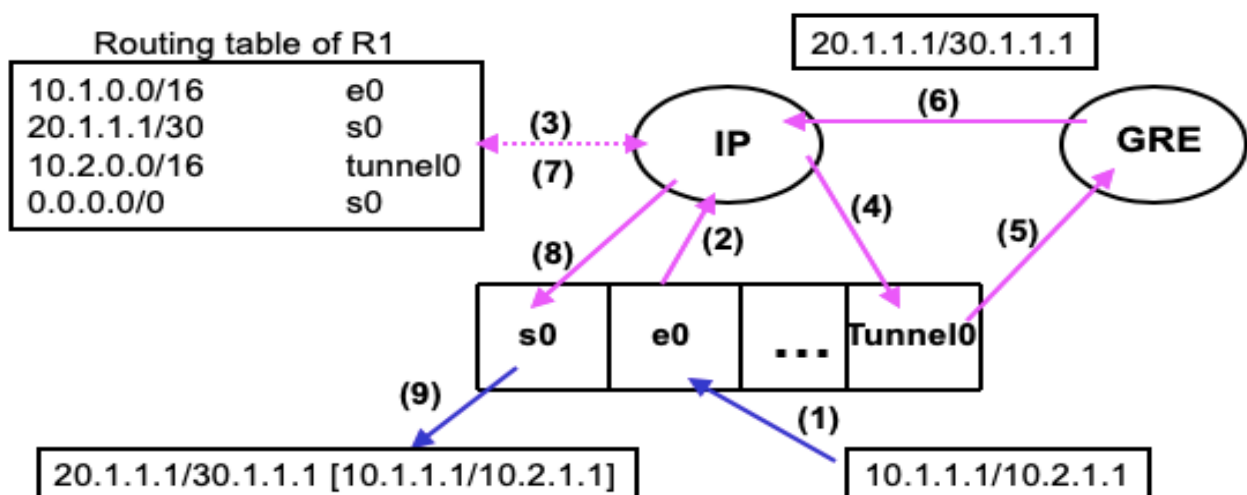 Routing table of R1
10.1.0.0/16 e0
20.1.1.1/30 s0
10.2.0.0/16 tunnel0
0.0.0.0/0 s0
20.1.1.1/30.1.1.1
(3)
(7)
IP
(6)
GRE
(8)
(2)
(4)
(5)
s0
e0
...
Tunnel0
(9)
(1)
20.1.1.1/30.1.1.1 [10.1.1.1/10.2.1.1]
10.1.1.1/10.2.1.1